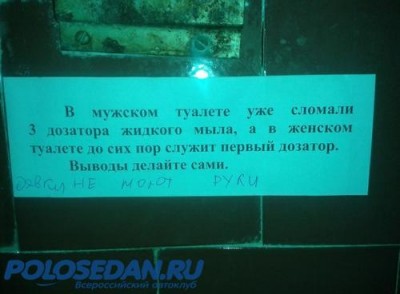 В мужском туалете уже сломали
3 дозатора жидкого мыла, а в женском
туалете до сих пор служит первый дозатор.
Выводы делайте сами.
девки НЕ моют РУКИ
POLOSEDAN.RU
Всероссийский автоклуб